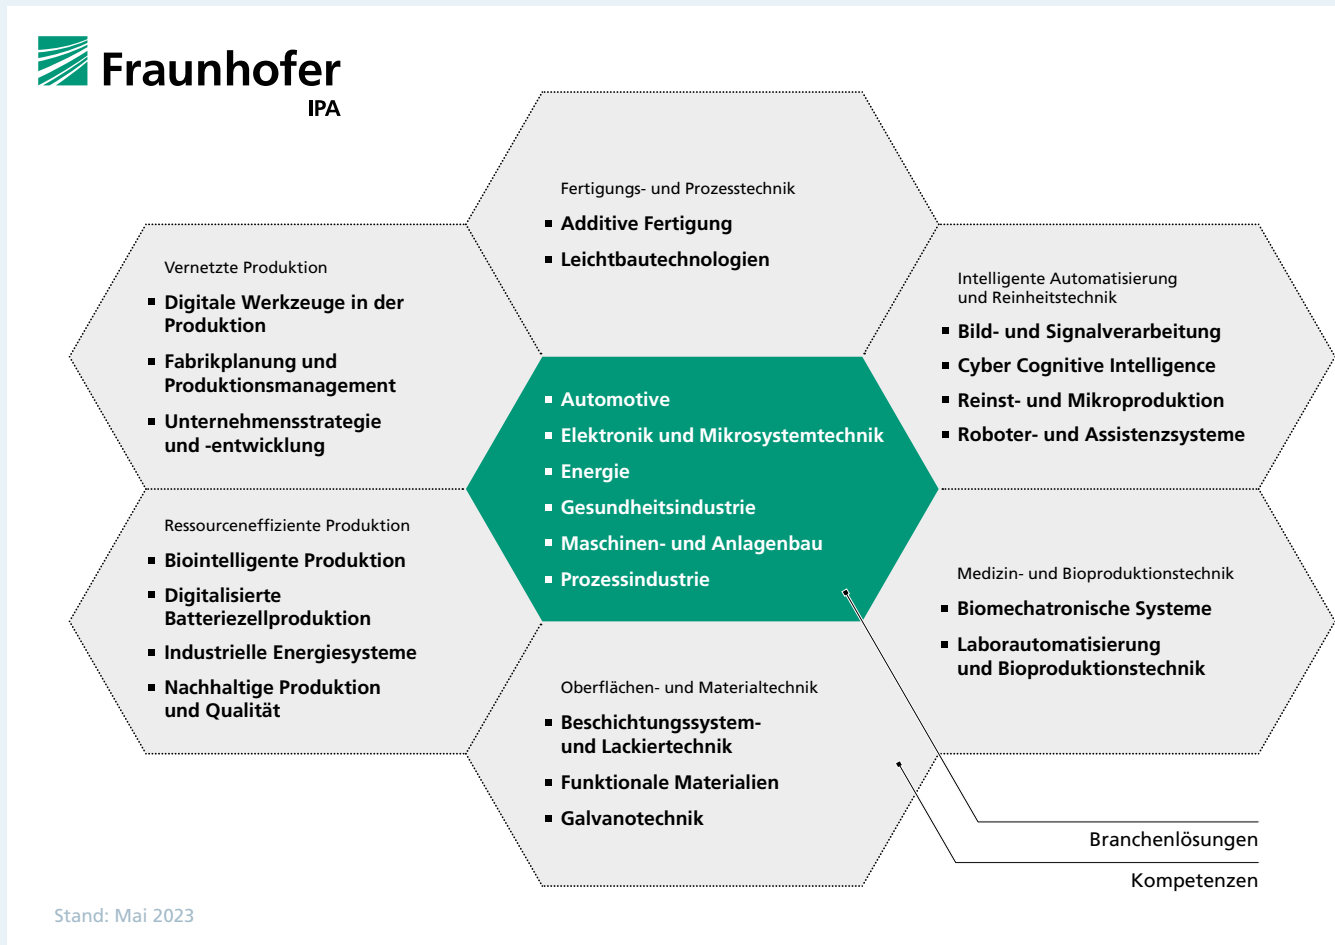 Fraunhofer
IPA
Fertigungs- und Prozesstechnik
Additive Fertigung
Leichtbautechnologien
Vernetzte Produktion
Digitale Werkzeuge in der
Produktion
Fabrikplanung und
Produktionsmanagement
Unternehmensstrategie
und -entwicklung
Intelligente Automatisierung
und Reinheitstechnik
Bild- und Signalverarbeitung
Cyber Cognitive Intelligence
Reinst- und Mikroproduktion
Roboter- und Assistenzsysteme
Automotive
Elektronik und Mikrosystemtechnik
Energie
Gesundheitsindustrie
Maschinen- und Anlagenbau
Prozessindustrie
Ressourceneffiziente Produktion
Biointelligente Produktion
Digitalisierte
Batteriezellproduktion
Industrielle Energiesysteme
Nachhaltige Produktion
und Qualität
Medizin- und Bioproduktionstechnik
Biomechatronische Systeme
Laborautomatisierung
und Bioproduktionstechnik
Oberflächen- und Materialtechnik
Beschichtungssystem-
und Lackiertechnik
Funktionale Materialien
Galvanotechnik
Branchenlösungen
Kompetenzen
Stand: Mai 2023